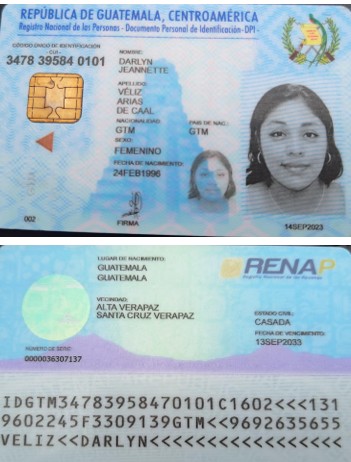 REPÚBLICA DE GUATEMALA, CENTROAMÉRICA
Registro Nacional de las Personas - Documento Personal de Identificación-DPI-
CÓDIGO ÚNICO DE IDENTIFICACIÓN
-CUI-
3478 39584 0101
NOMBRE:
DARLYN
JEANNETTE
APELLIDO:
VÉLIZ
ARIAS
DE CAAL
NACIONALIDAD:
GTM
PAIS DE NAC.:
GTM
SEXO:
FEMENINO
FECHA DE NACIMIENTO:
24FEB1996
002
FIRMA
14SEP2023
LUGAR DE NACIMIENTO:
GUATEMALA
GUATEMALA
RENAP
Registro Nacional de las Personas
VECINDAD:
ALTA VERAPAZ
SANTA CRUZ VERAPAZ
ESTADO CIVIL:
CASADA
FECHA DE VENCIMIENTO:
13SEP2033
NÚMERO DE SERIE:
0000036307137
IDGTM34783958470101C1602<<<131
9602245F3309139GTM<<9692635655
VELIZ<<DARLYN<<<<<<<<<<<<<<<<<